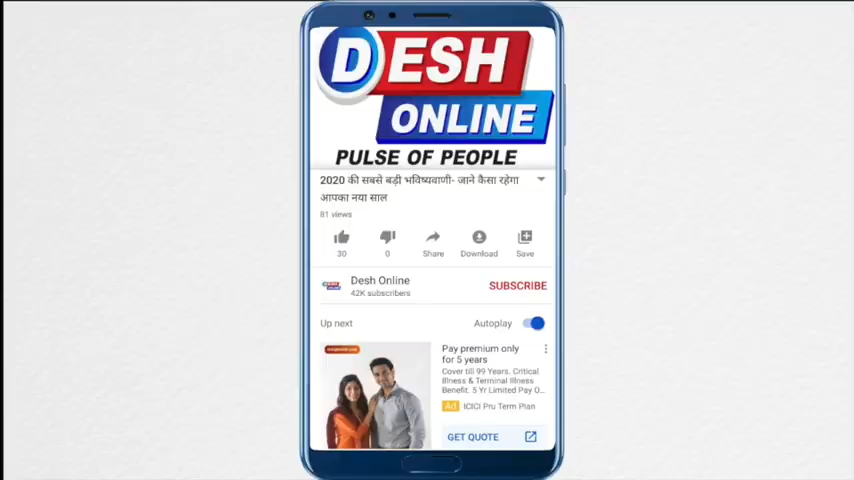 DESH
ONLINE
PULSE OF PEOPLE
2020 की सबसे बड़ी भविष्यवाणी- जाने कैसा रहेगा
आपका नया साल
81 views
30
0
Share
Download
Save
Desh Online
42K subscribers
SUBSCRIBE
Up next
Autoplay
Pay premium only
for 5 years
Cover till 99 Years. Critical
Illness & Terminal Illness
Benefit. 5 Yr Limited Pay O...
Ad ICICI Pru Term Plan
GET QUOTE